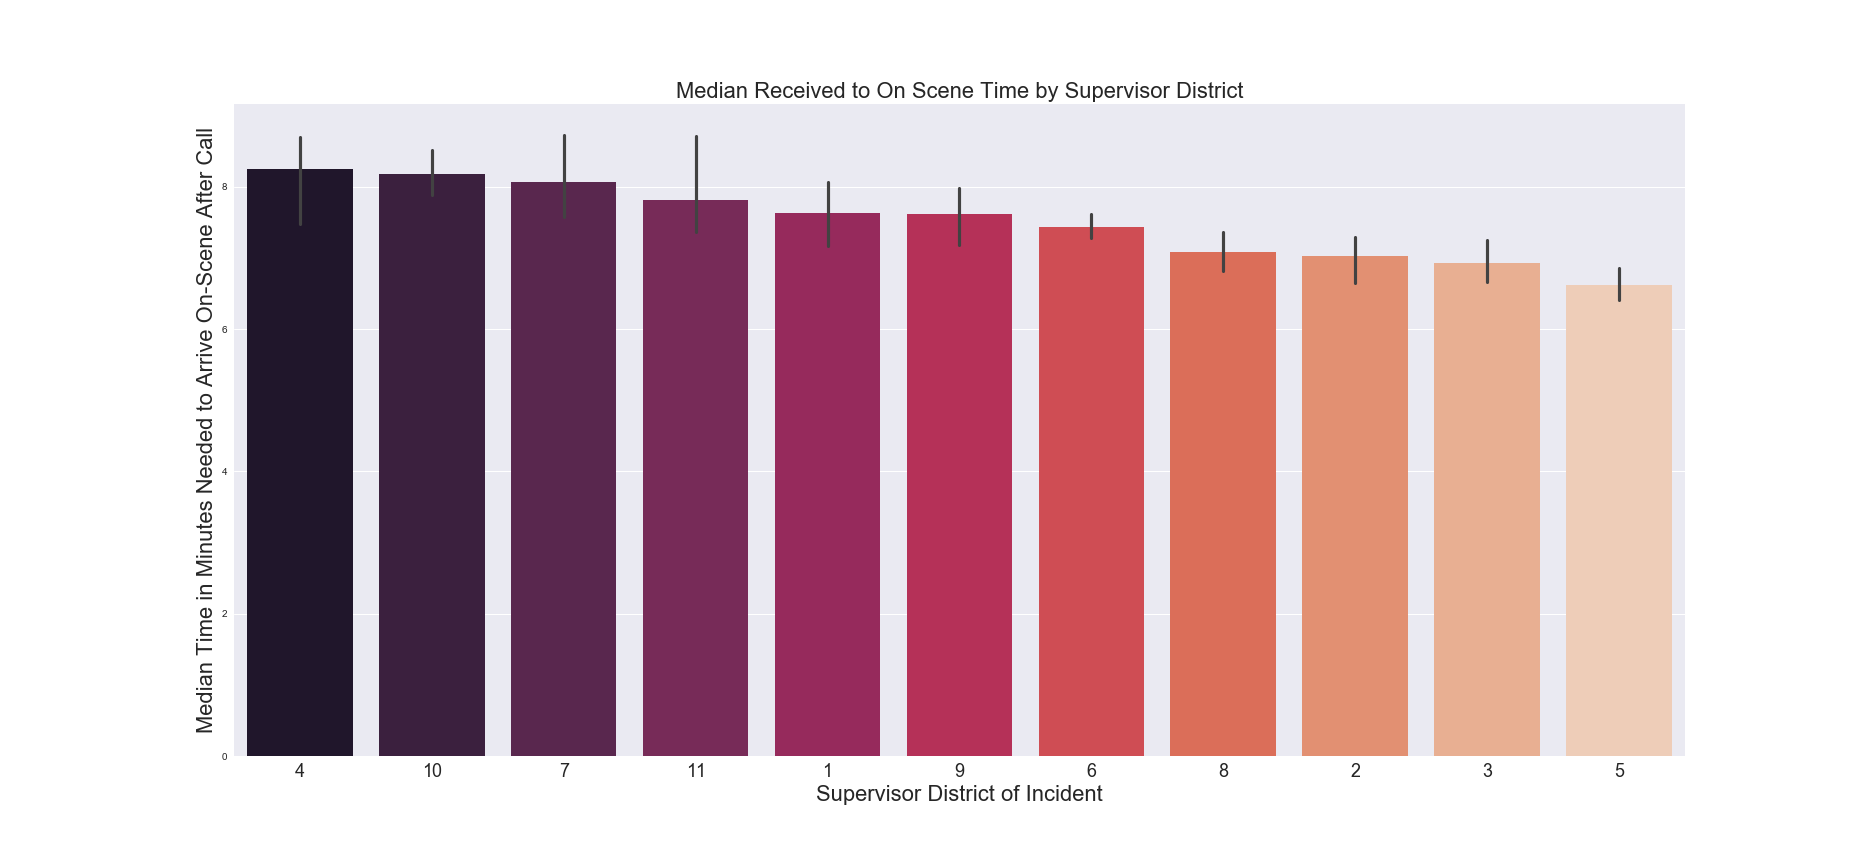 Median Received to On Scene Time by Supervisor District
Median Time in Minutes Needed to Arrive On-Scene After Call
8
6
4
2
0
4 10 7 11 1 9 6 8 2 3 5
Supervisor District of Incident